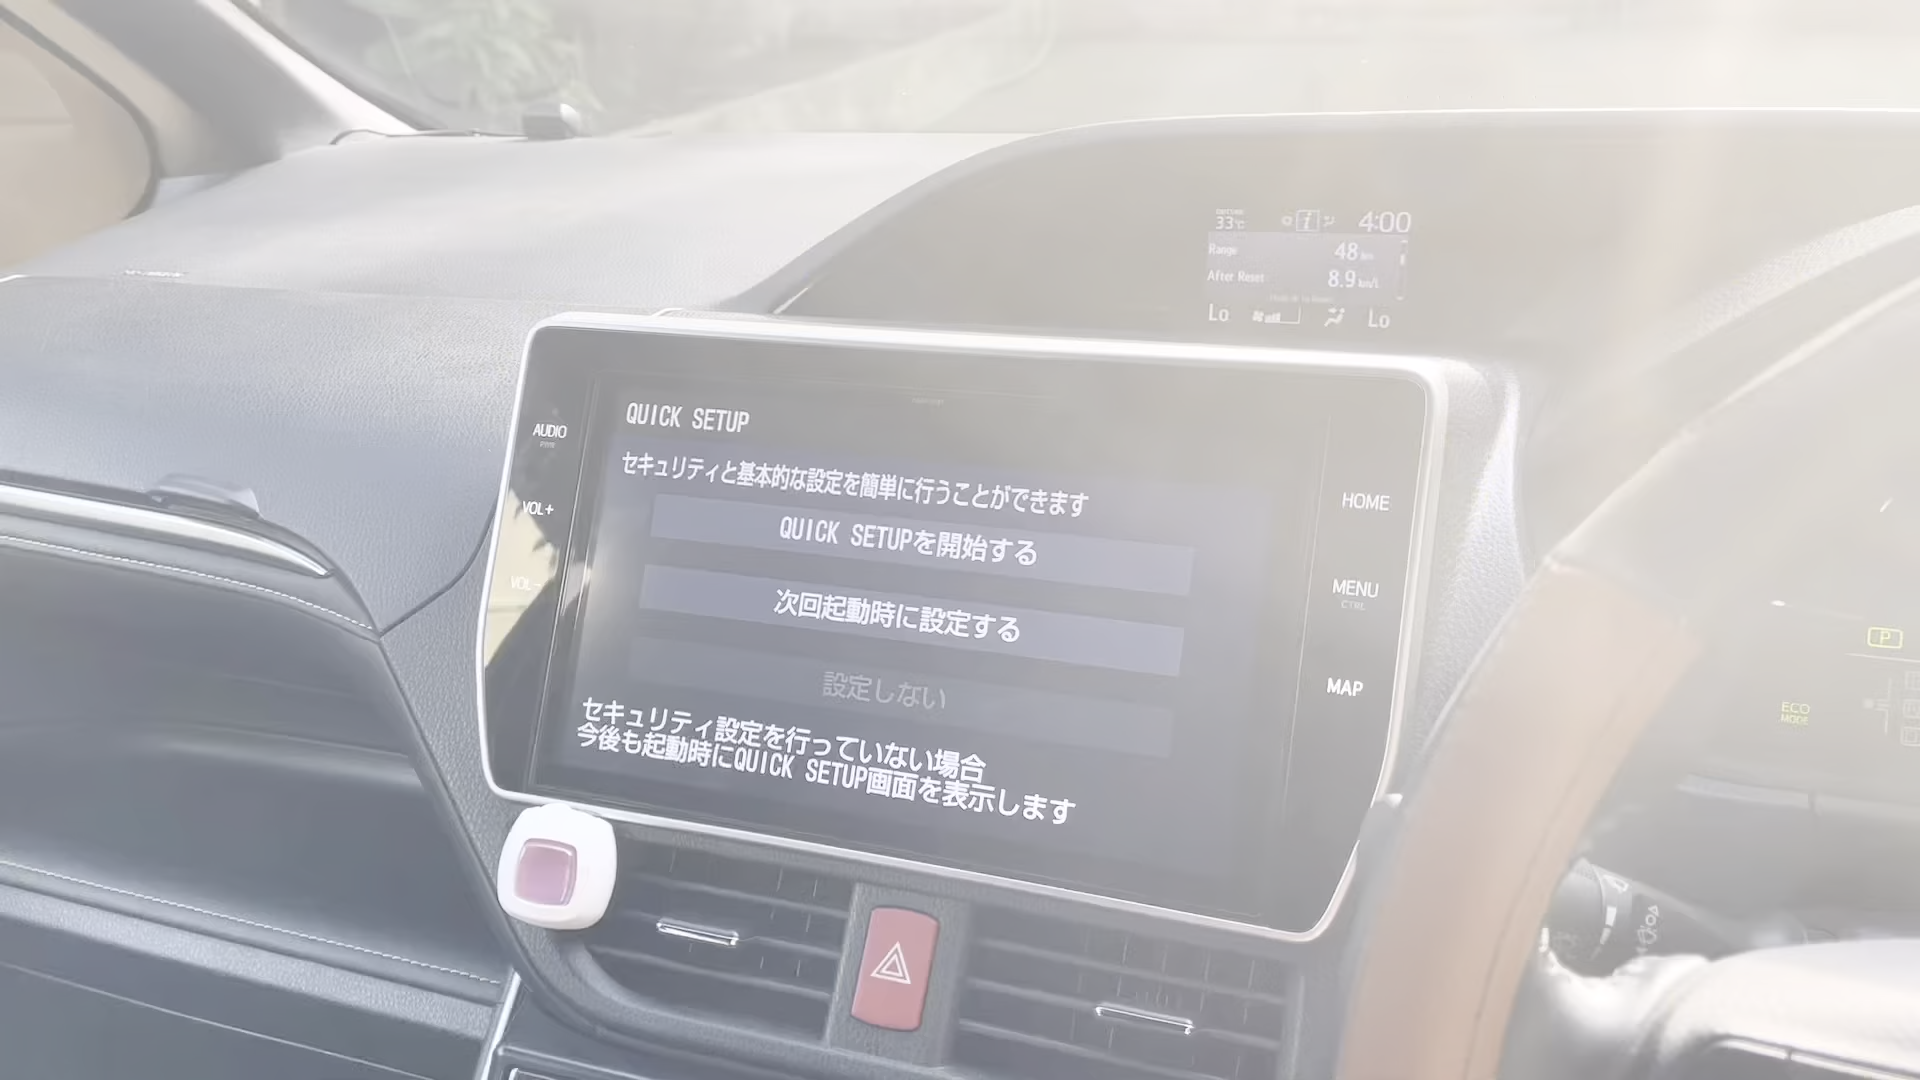 33℃
4:00
Range 48 km
After Reset 8.9 km/L
Lo Lo
AUDIO
VOL+
VOL-
QUICK SETUP
セキュリティと基本的な設定を簡単に行うことができます
QUICK SETUPを開始する
次回起動時に設定する
設定しない
セキュリティ設定を行っていない場合
今後も起動時にQUICK SETUP画面を表示します
HOME
MENU
CTRL
MAP
P
ECO
MODE